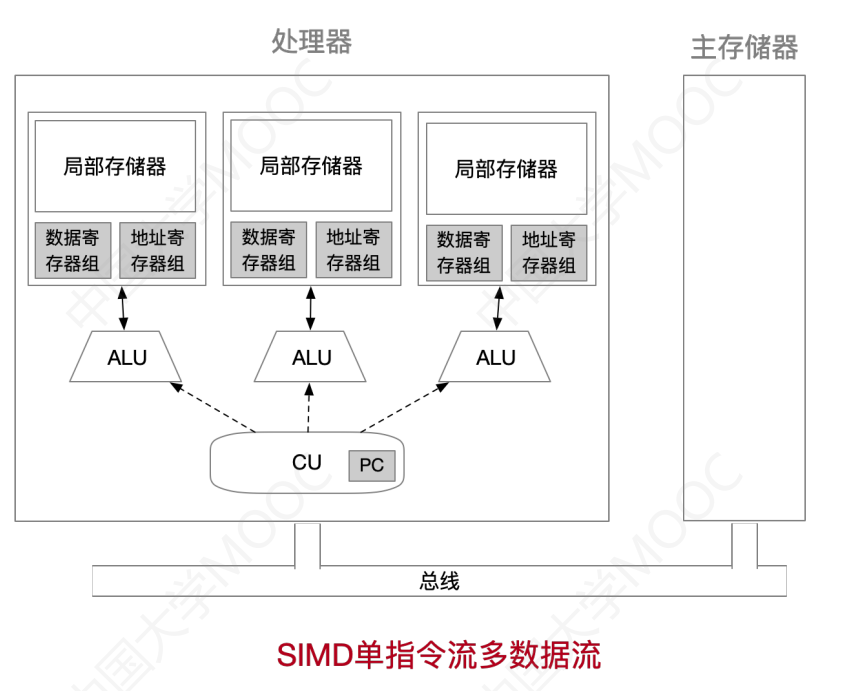 处理器
主存储器
局部存储器
局部存储器
局部存储器
数据寄
存器组
地址寄
存器组
数据寄
存器组
地址寄
存器组
数据寄
存器组
地址寄
存器组
ALU
ALU
ALU
CU
PC
总线
SIMD单指令流多数据流
中国大学MOOC
中国大学MOOC
中国大学MOOC
中国大学MOOC